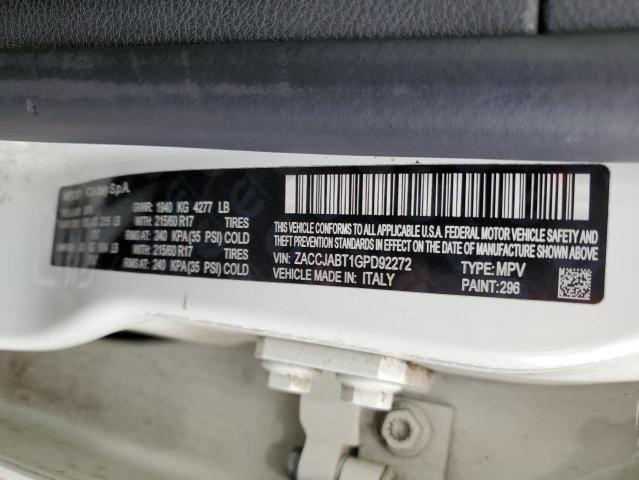 S.p.A.
GVWR: 1940 KG 4277 LB
LB WITH: 215/60 R17 TIRES
RIMS AT: 240 KPA(35 PSI) COLD
LB WITH: 215/60 R17 TIRES
RIMS AT: 240 KPA(35 PSI) COLD
THIS VEHICLE CONFORMS TO ALL APPLICABLE
U.S.A. FEDERAL MOTOR VEHICLE SAFETY,
BUMPER AND THEFT PREVENTION STANDARDS
IN EFFECT ON THE DATE OF MANUFACTURE SHOWN ABOVE.
VIN: ZACCJABT1GPD92272 TYPE: MPV
VEHICLE MADE IN: ITALY PAINT:296